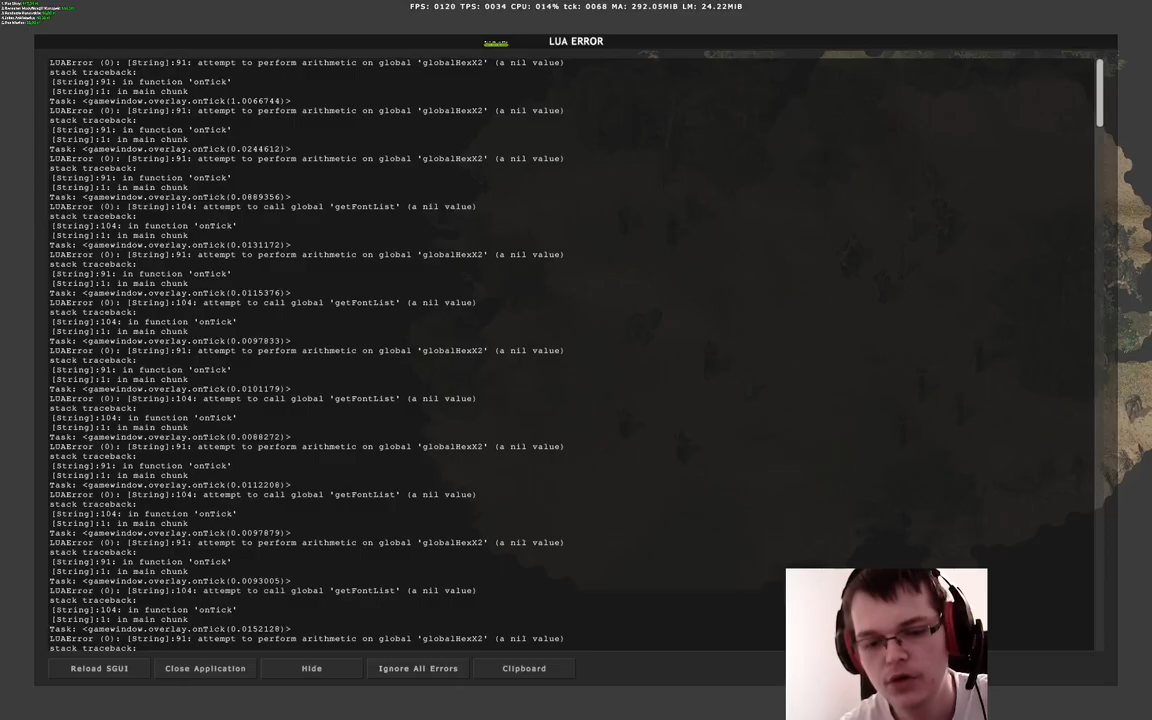 FPS: 0120 TPS: 0034 CPU: 014% tck: 0068 MA: 292.05MiB LM: 24.22MiB
LUA ERROR
LUAError (0): [String]:91: attempt to perform arithmetic on global 'globalHexX2' (a nil value)
stack traceback:
[String]:91: in function 'onTick'
[String]:1: in main chunk
Task: <gamewindow.overlay.onTick(1.0066744)>
LUAError (0): [String]:91: attempt to perform arithmetic on global 'globalHexX2' (a nil value)
stack traceback:
[String]:91: in function 'onTick'
[String]:1: in main chunk
Task: <gamewindow.overlay.onTick(0.0244612)>
LUAError (0): [String]:91: attempt to perform arithmetic on global 'globalHexX2' (a nil value)
stack traceback:
[String]:91: in function 'onTick'
[String]:1: in main chunk
Task: <gamewindow.overlay.onTick(0.0889356)>
LUAError (0): [String]:104: attempt to call global 'getFontList' (a nil value)
stack traceback:
[String]:104: in function 'onTick'
[String]:1: in main chunk
Task: <gamewindow.overlay.onTick(0.0131172)>
LUAError (0): [String]:91: attempt to perform arithmetic on global 'globalHexX2' (a nil value)
stack traceback:
[String]:91: in function 'onTick'
[String]:1: in main chunk
Task: <gamewindow.overlay.onTick(0.0115376)>
LUAError (0): [String]:104: attempt to call global 'getFontList' (a nil value)
stack traceback:
[String]:104: in function 'onTick'
[String]:1: in main chunk
Task: <gamewindow.overlay.onTick(0.0097833)>
LUAError (0): [String]:91: attempt to perform arithmetic on global 'globalHexX2' (a nil value)
stack traceback:
[String]:91: in function 'onTick'
[String]:1: in main chunk
Task: <gamewindow.overlay.onTick(0.0101179)>
LUAError (0): [String]:104: attempt to call global 'getFontList' (a nil value)
stack traceback:
[String]:104: in function 'onTick'
[String]:1: in main chunk
Task: <gamewindow.overlay.onTick(0.0088272)>
LUAError (0): [String]:91: attempt to perform arithmetic on global 'globalHexX2' (a nil value)
stack traceback:
[String]:91: in function 'onTick'
[String]:1: in main chunk
Task: <gamewindow.overlay.onTick(0.0112208)>
LUAError (0): [String]:104: attempt to call global 'getFontList' (a nil value)
stack traceback:
[String]:104: in function 'onTick'
[String]:1: in main chunk
Task: <gamewindow.overlay.onTick(0.0097879)>
LUAError (0): [String]:91: attempt to perform arithmetic on global 'globalHexX2' (a nil value)
stack traceback:
[String]:91: in function 'onTick'
[String]:1: in main chunk
Task: <gamewindow.overlay.onTick(0.0093005)>
LUAError (0): [String]:104: attempt to call global 'getFontList' (a nil value)
stack traceback:
[String]:104: in function 'onTick'
[String]:1: in main chunk
Task: <gamewindow.overlay.onTick(0.0152128)>
LUAError (0): [String]:91: attempt to perform arithmetic on global 'globalHexX2' (a nil value)
stack traceback:
Reload SGUI
Close Application
Hide
Ignore All Errors
Clipboard